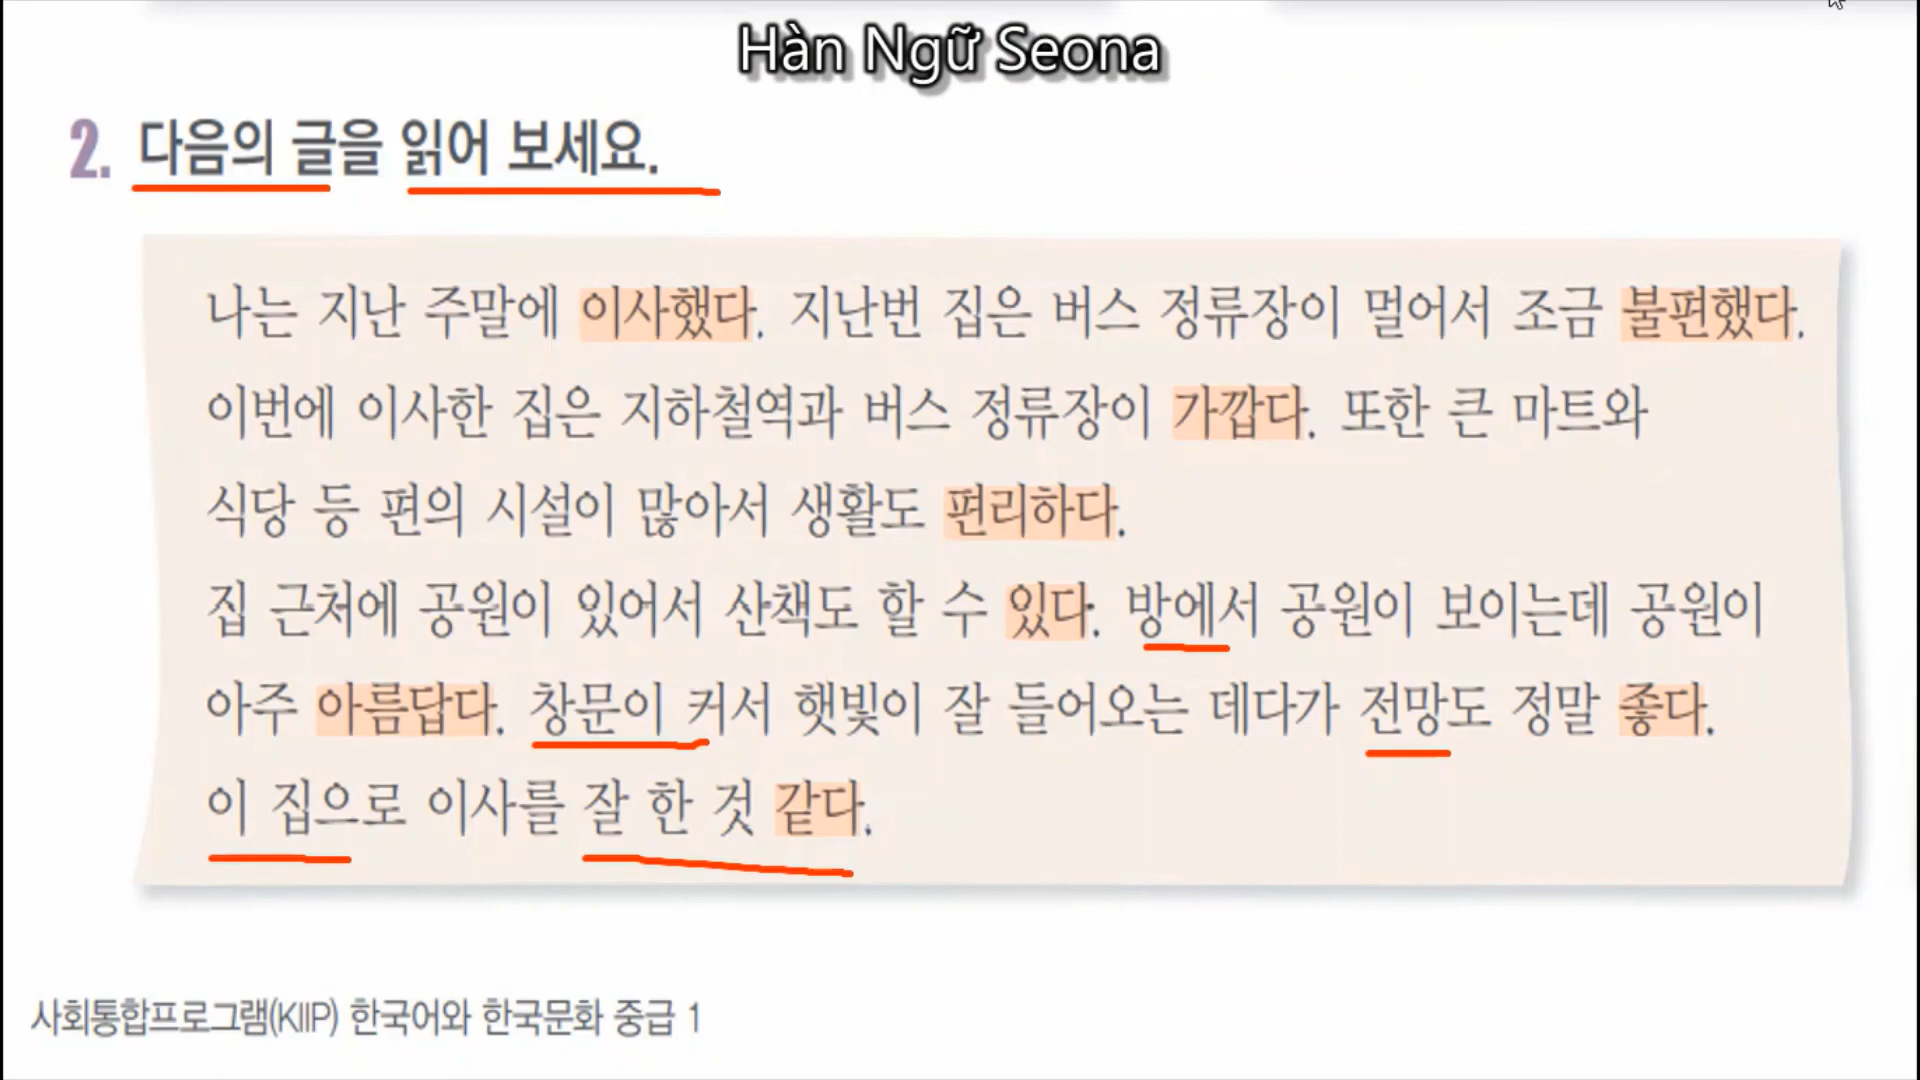 Hàn Ngữ Seona
2. 다음의 글을 읽어 보세요.
나는 지난 주말에 이사했다. 지난번 집은 버스 정류장이 멀어서 조금 불편했다.
이번에 이사한 집은 지하철역과 버스 정류장이 가깝다. 또한 큰 마트와
식당 등 편의 시설이 많아서 생활도 편리하다.
집 근처에 공원이 있어서 산책도 할 수 있다. 방에서 공원이 보이는데 공원이
아주 아름답다. 창문이 커서 햇빛이 잘 들어오는 데다가 전망도 정말 좋다.
이 집으로 이사를 잘 한 것 같다.
사회통합프로그램(KIIP) 한국어와 한국문화 중급 1